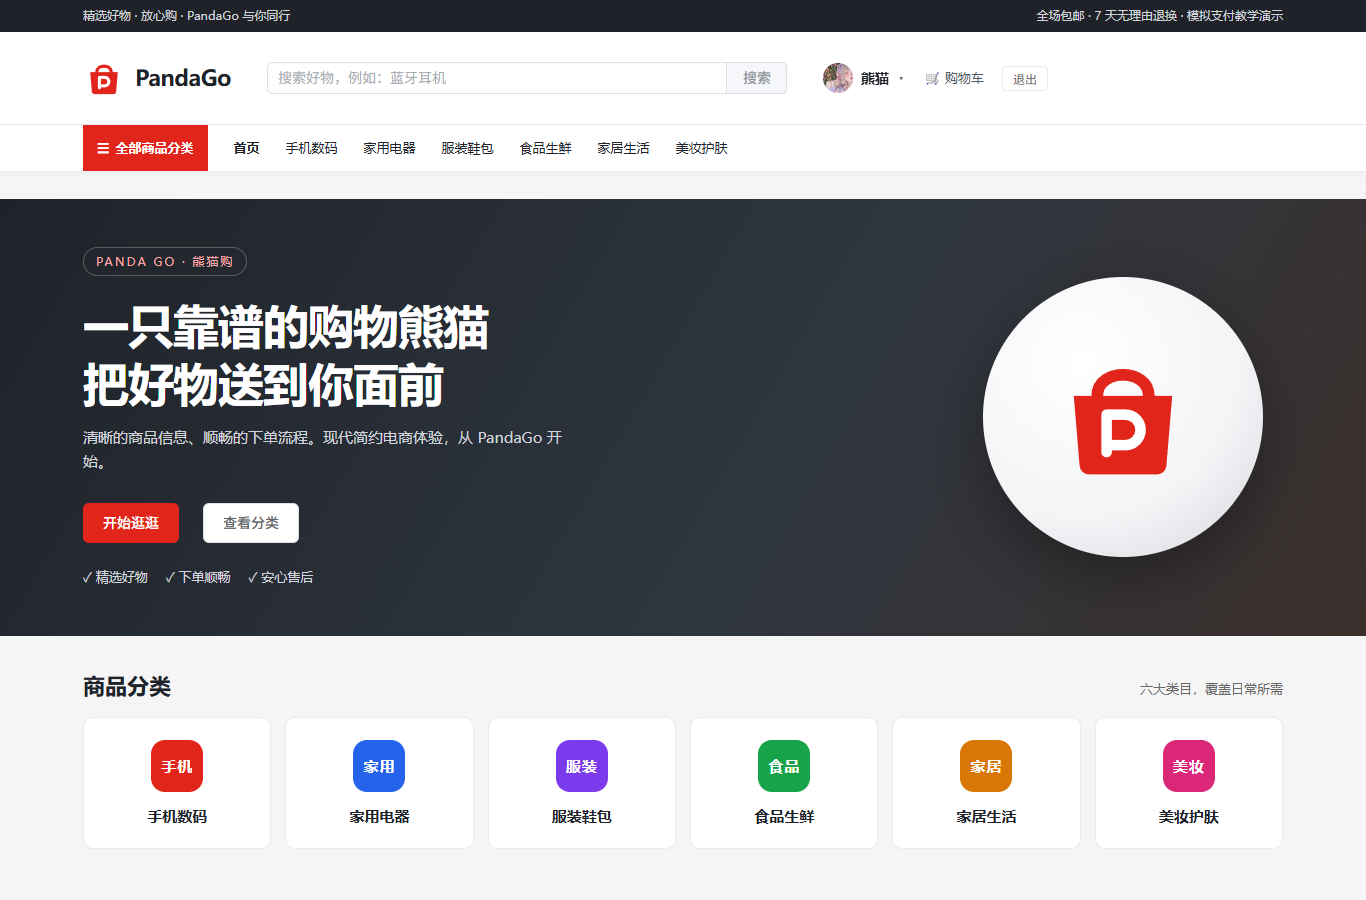 精选好物 · 放心购 · PandaGo 与你同行
全场包邮 · 7 天无理由退换 · 模拟支付教学演示
P
PandaGo
搜索好物，例如：蓝牙耳机
搜索
熊猫
购物车
退出
☰ 全部商品分类
首页
手机数码
家用电器
服装鞋包
食品生鲜
家居生活
美妆护肤
PANDA GO · 熊猫购
一只靠谱的购物熊猫
把好物送到你面前
清晰的商品信息、顺畅的下单流程。现代简约电商体验，从 PandaGo 开
始。
开始逛逛
查看分类
✓ 精选好物
✓ 下单顺畅
✓ 安心售后
P
商品分类
六大类目，覆盖日常所需
手机
家用
服装
食品
家居
美妆
手机数码
家用电器
服装鞋包
食品生鲜
家居生活
美妆护肤